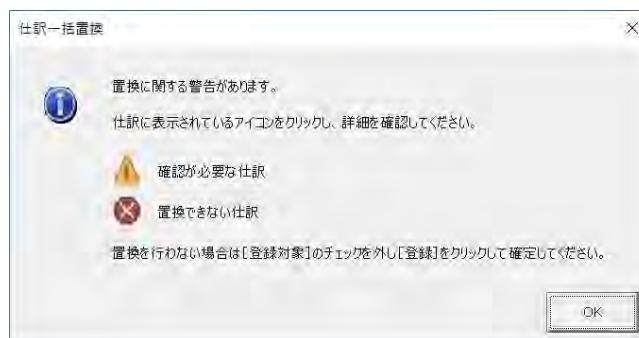 仕訳一括置換
置換に関する警告があります。
仕訳に表示されているアイコンをクリックし、詳細を確認してください。
確認が必要な仕訳
置換できない仕訳
置換を行わない場合は[登録対象]のチェックを外し[登録]をクリックして確定してください。
OK